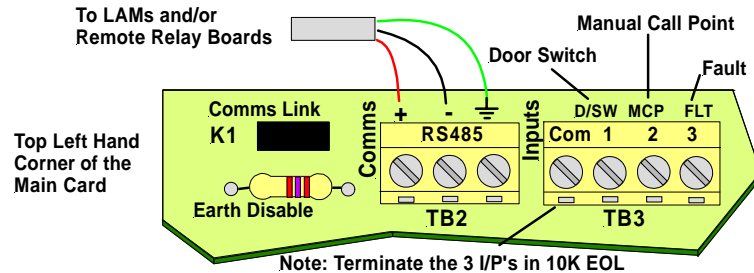 To LAMs and/or
Remote Relay Boards
Manual Call Point
Door Switch
Fault
Comms Link
K1
Comms
+ -
RS485
Inputs
D/SW MCP FLT
Com 1 2 3
Top Left Hand
Corner of the
Main Card
Earth Disable
TB2
TB3
Note: Terminate the 3 I/P's in 10K EOL